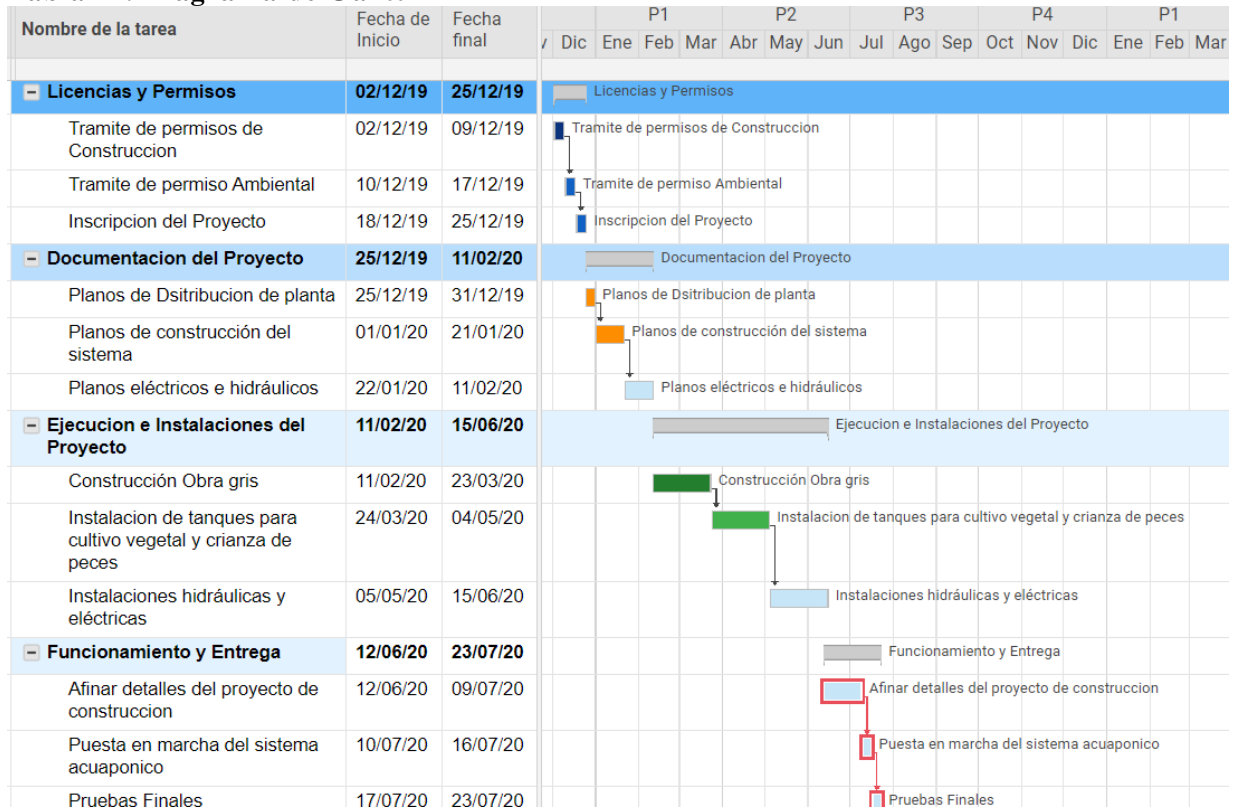 Nombre de la tarea
Fecha de
Inicio
Fecha
final
P1 P2 P3 P4 P1
Dic Ene Feb Mar Abr May Jun Jul Ago Sep Oct Nov Dic Ene Feb Mar
Licencias y Permisos 02/12/19 25/12/19 Licencias y Permisos
Tramite de permisos de
Construccion
02/12/19 09/12/19 Tramite de permisos de Construccion
Tramite de permiso Ambiental 10/12/19 17/12/19 Tramite de permiso Ambiental
Inscripcion del Proyecto 18/12/19 25/12/19 Inscripcion del Proyecto
Documentacion del Proyecto 25/12/19 11/02/20 Documentacion del Proyecto
Planos de Dsitribucion de planta 25/12/19 31/12/19 Planos de Dsitribucion de planta
Planos de construcción del
sistema
01/01/20 21/01/20 Planos de construcción del sistema
Planos eléctricos e hidráulicos 22/01/20 11/02/20 Planos eléctricos e hidráulicos
Ejecucion e Instalaciones del
Proyecto
11/02/20 15/06/20 Ejecucion e Instalaciones del Proyecto
Construcción Obra gris 11/02/20 23/03/20 Construcción Obra gris
Instalacion de tanques para
cultivo vegetal y crianza de
peces
24/03/20 04/05/20 Instalacion de tanques para cultivo vegetal y crianza de peces
Instalaciones hidráulicas y
eléctricas
05/05/20 15/06/20 Instalaciones hidráulicas y eléctricas
Funcionamiento y Entrega 12/06/20 23/07/20 Funcionamiento y Entrega
Afinar detalles del proyecto de
construccion
12/06/20 09/07/20 Afinar detalles del proyecto de construccion
Puesta en marcha del sistema
acuaponico
10/07/20 16/07/20 Puesta en marcha del sistema acuaponico
Pruebas Finales 17/07/20 23/07/20 Pruebas Finales